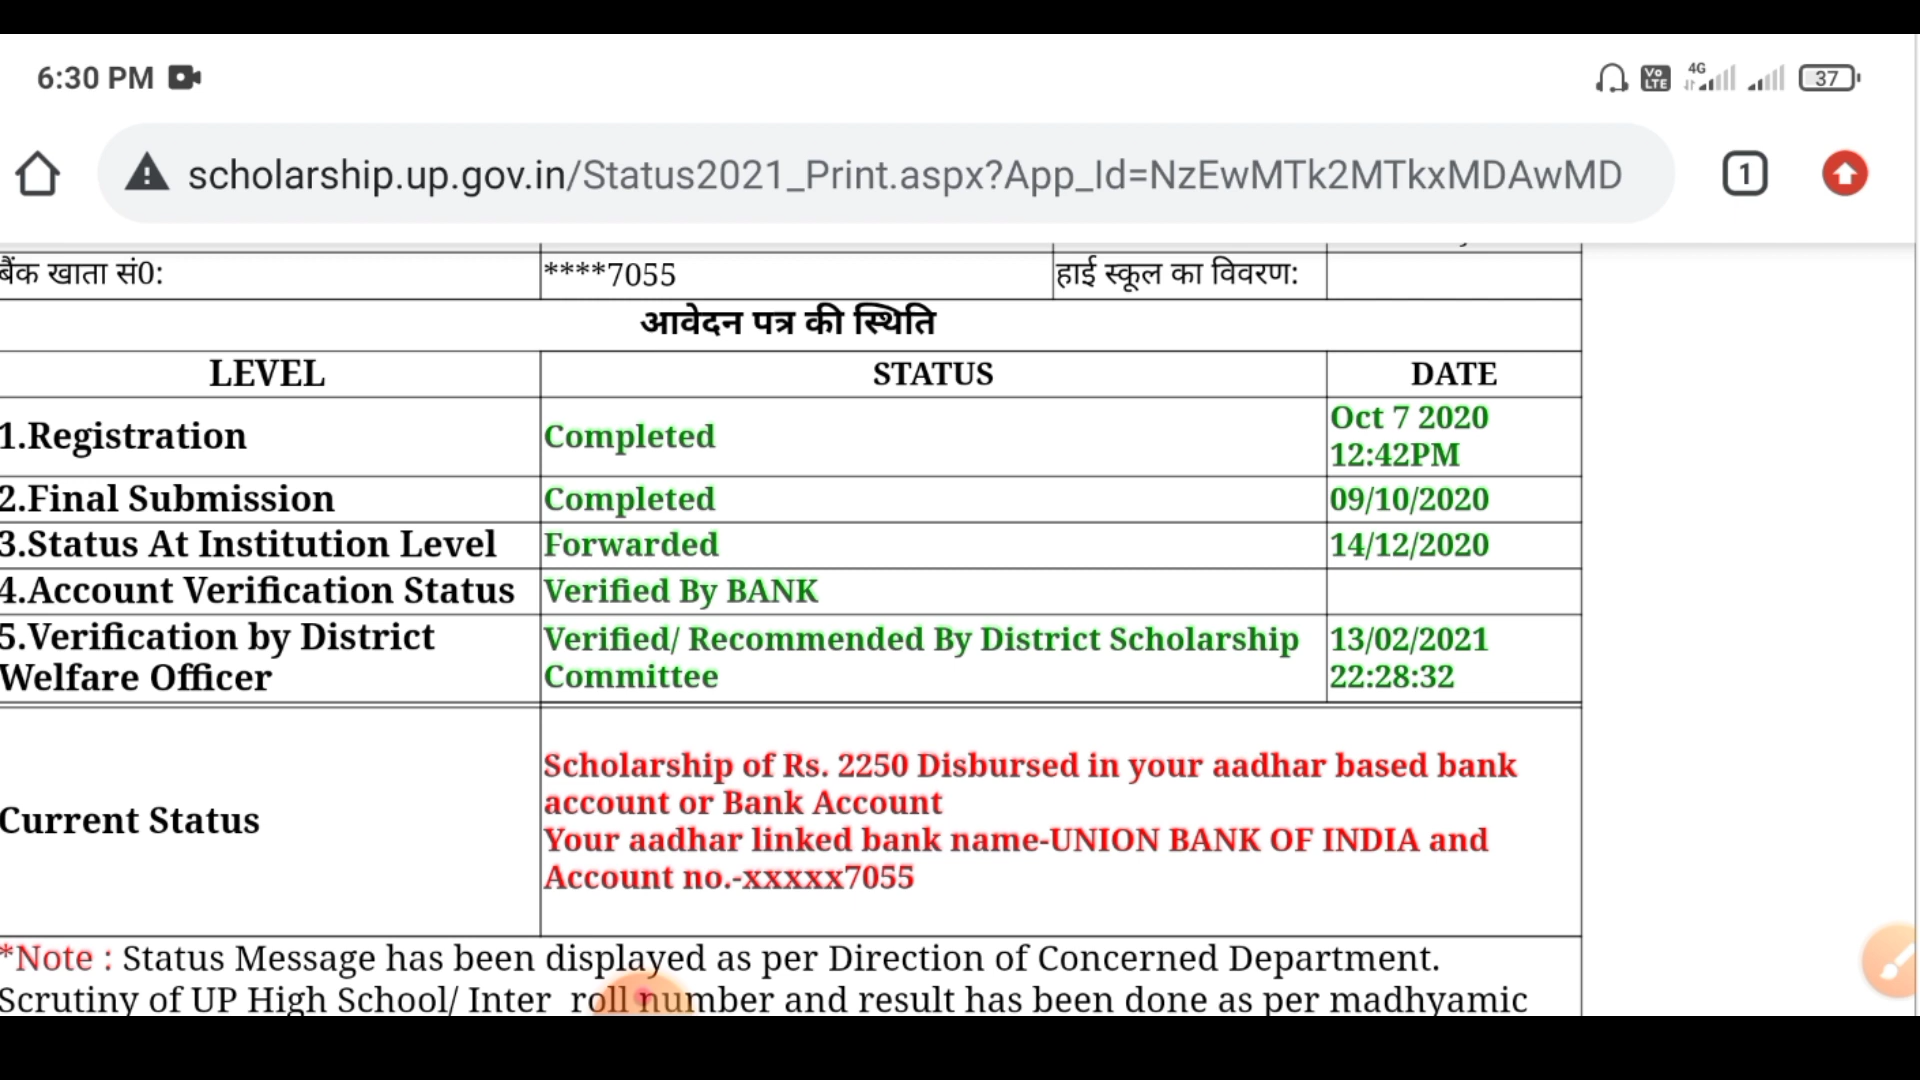 6:30 PM
Vo LTE 4G 37
scholarship.up.gov.in/Status2021_Print.aspx?App_Id=NzEwMTk2MTkxMDAwMD
1
बैंक खाता सं0: ****7055 हाई स्कूल का विवरण:
आवेदन पत्र की स्थिति
LEVEL STATUS DATE
1.Registration Completed Oct 7 2020
12:42PM
2.Final Submission Completed 09/10/2020
3.Status At Institution Level Forwarded 14/12/2020
4.Account Verification Status Verified By BANK
5.Verification by District Verified/ Recommended By District Scholarship 13/02/2021
Welfare Officer Committee 22:28:32
Scholarship of Rs. 2250 Disbursed in your aadhar based bank
account or Bank Account
Current Status
Your aadhar linked bank name-UNION BANK OF INDIA and
Account no.-xxxxx7055
*Note : Status Message has been displayed as per Direction of Concerned Department.
Scrutiny of UP High School/ Inter roll number and result has been done as per madhyamic